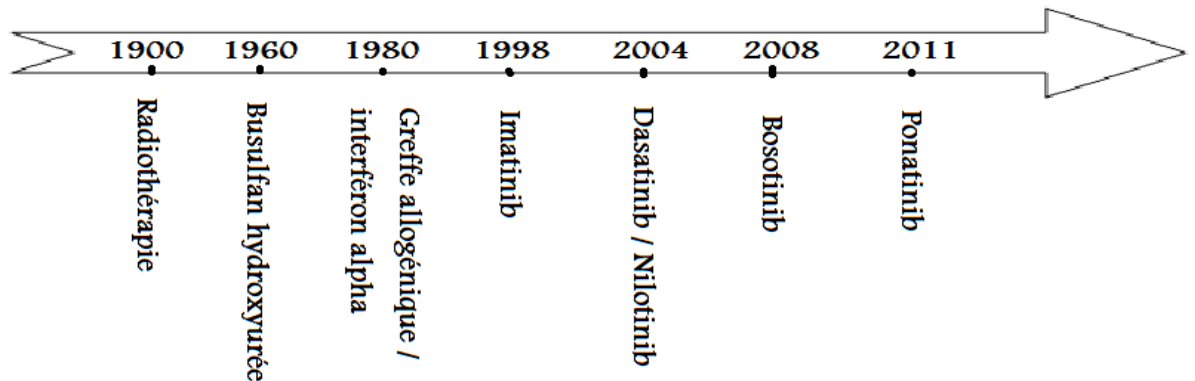 1900 1960 1980 1998 2004 2008 2011
Radiothérapie
Busulfan hydroxyurée
Greffe allogénique /
interféron alpha
Imatinib
Dasatinib / Nilotinib
Bosotinib
Ponatinib